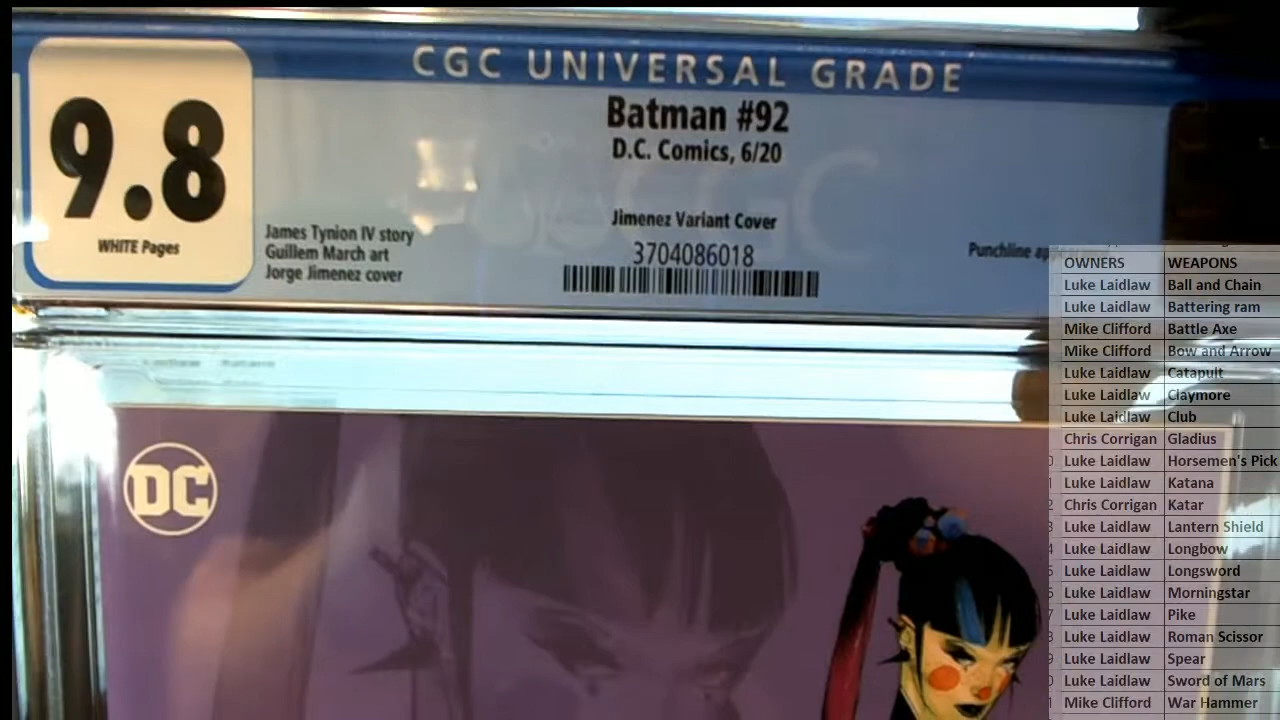 CGC UNIVERSAL GRADE
9.8
WHITE Pages
Batman #92
D.C. Comics, 6/20
Jimenez Variant Cover
3704086018
James Tynion IV story
Guillem March art
Jorge Jimenez cover
Punchline
CGC
DC
OWNERS WEAPONS
Luke Laidlaw Ball and Chain
Luke Laidlaw Battering ram
Mike Clifford Battle Axe
Mike Clifford Bow and Arrow
Luke Laidlaw Catapult
Luke Laidlaw Claymore
Luke Laidlaw Club
Chris Corrigan Gladius
Luke Laidlaw Horsemen's Pick
Luke Laidlaw Katana
Chris Corrigan Katar
Luke Laidlaw Lantern Shield
Luke Laidlaw Longbow
Luke Laidlaw Longsword
Luke Laidlaw Morningstar
Luke Laidlaw Pike
Luke Laidlaw Roman Scissor
Luke Laidlaw Spear
Luke Laidlaw Sword of Mars
Mike Clifford War Hammer